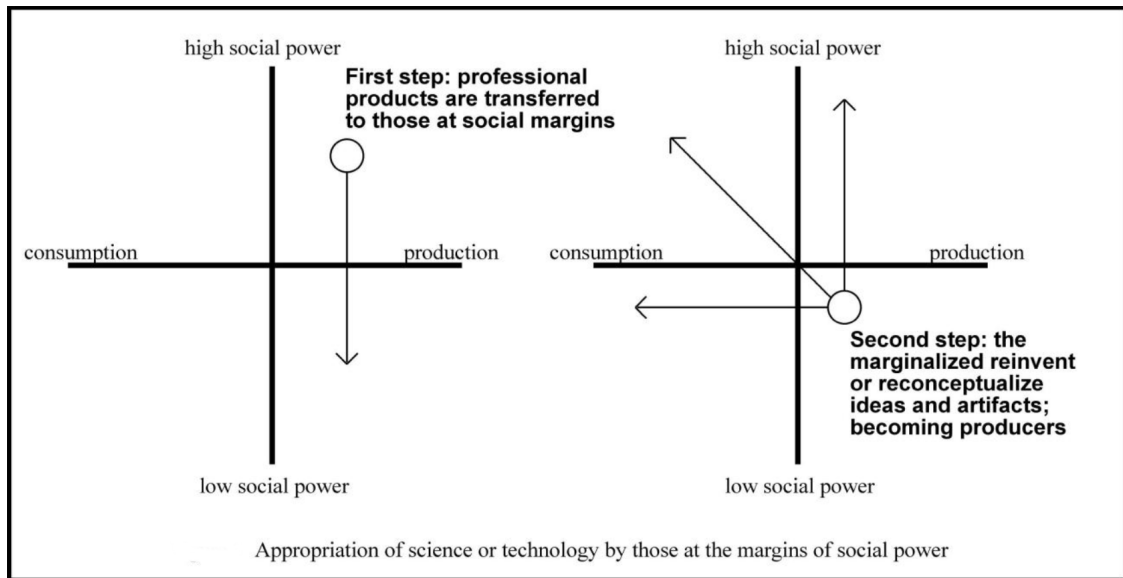 high social power
First step: professional
products are transferred
to those at social margins
consumption
production
low social power
high social power
consumption
production
Second step: the
marginalized reinvent
or reconceptualize
ideas and artifacts;
becoming producers
low social power
Appropriation of science or technology by those at the margins of social power